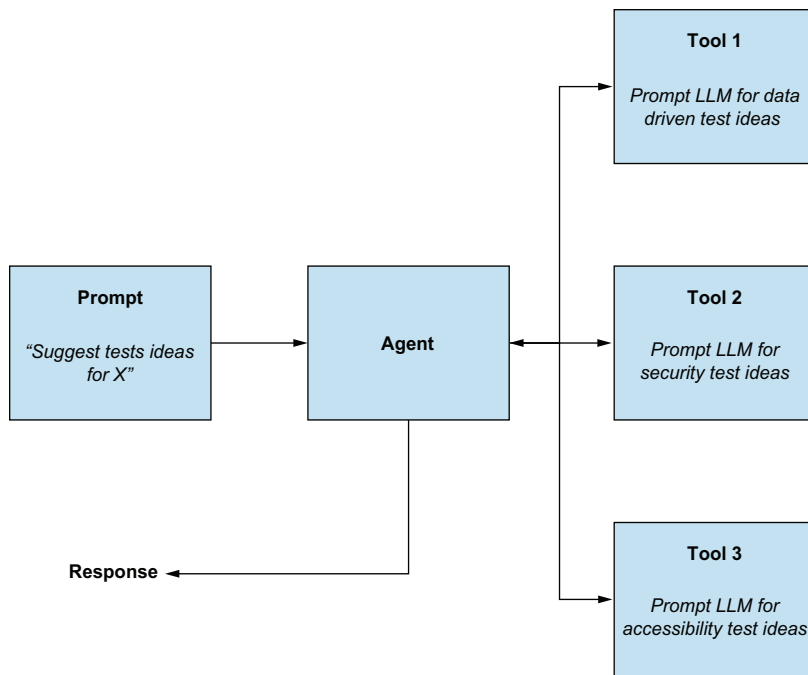 Tool 1
Prompt LLM for data
driven test ideas
Prompt
“Suggest tests ideas
for X”
Agent
Tool 2
Prompt LLM for
security test ideas
Response
Tool 3
Prompt LLM for
accessibility test ideas